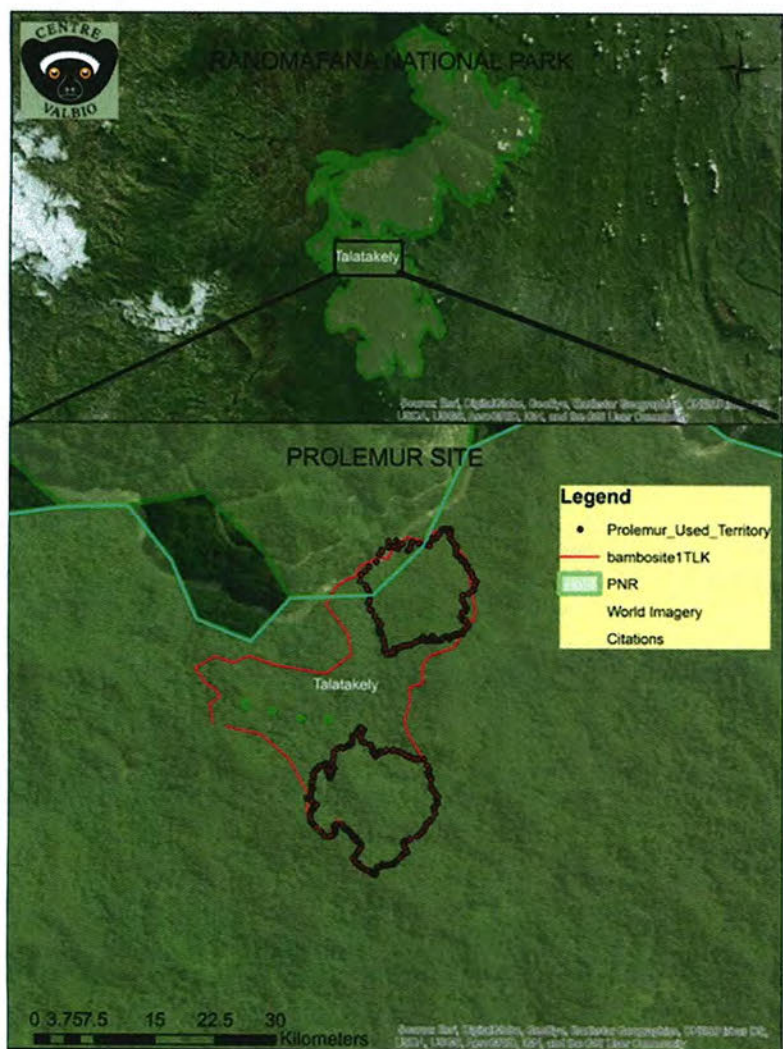 CENTRE
VALBIO
RANOMAFANA NATIONAL PARK
Talatakely
PROLEMUR SITE
Legend
Prolemur_Used_Territory
bambosite1TLK
PNR
World Imagery
Citations
Talatakely
0 3.757.5 15 22.5 30
Kilometers